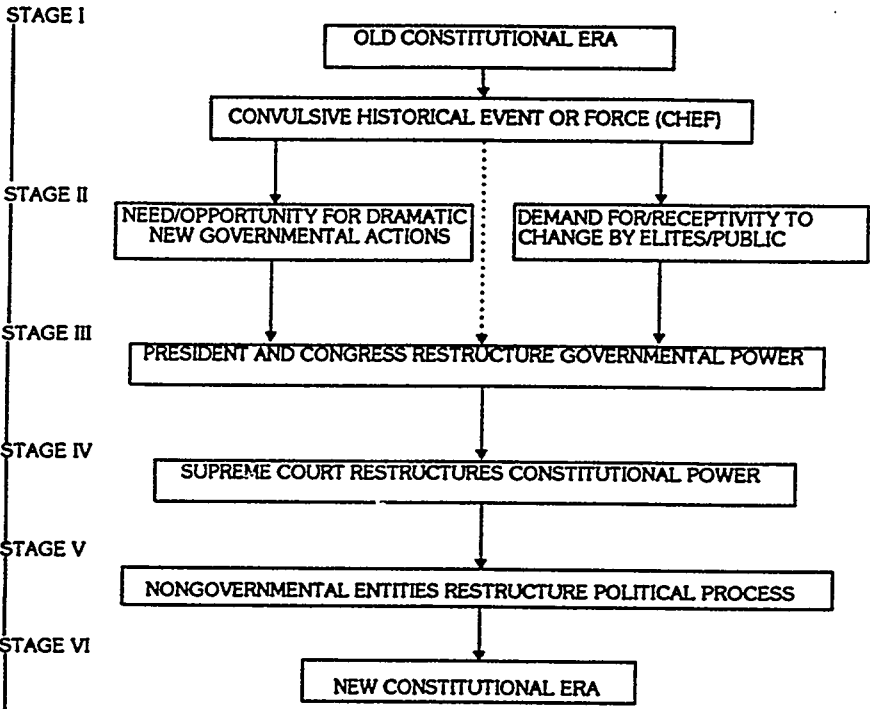 STAGE I
OLD CONSTITUTIONAL ERA
CONVULSIVE HISTORICAL EVENT OR FORCE (CHEF)
STAGE II
NEED/OPPORTUNITY FOR DRAMATIC
NEW GOVERNMENTAL ACTIONS
DEMAND FOR/RECEPTIVITY TO
CHANGE BY ELITES/PUBLIC
STAGE III
PRESIDENT AND CONGRESS RESTRUCTURE GOVERNMENTAL POWER
STAGE IV
SUPREME COURT RESTRUCTURES CONSTITUTIONAL POWER
STAGE V
NONGOVERNMENTAL ENTITIES RESTRUCTURE POLITICAL PROCESS
STAGE VI
NEW CONSTITUTIONAL ERA